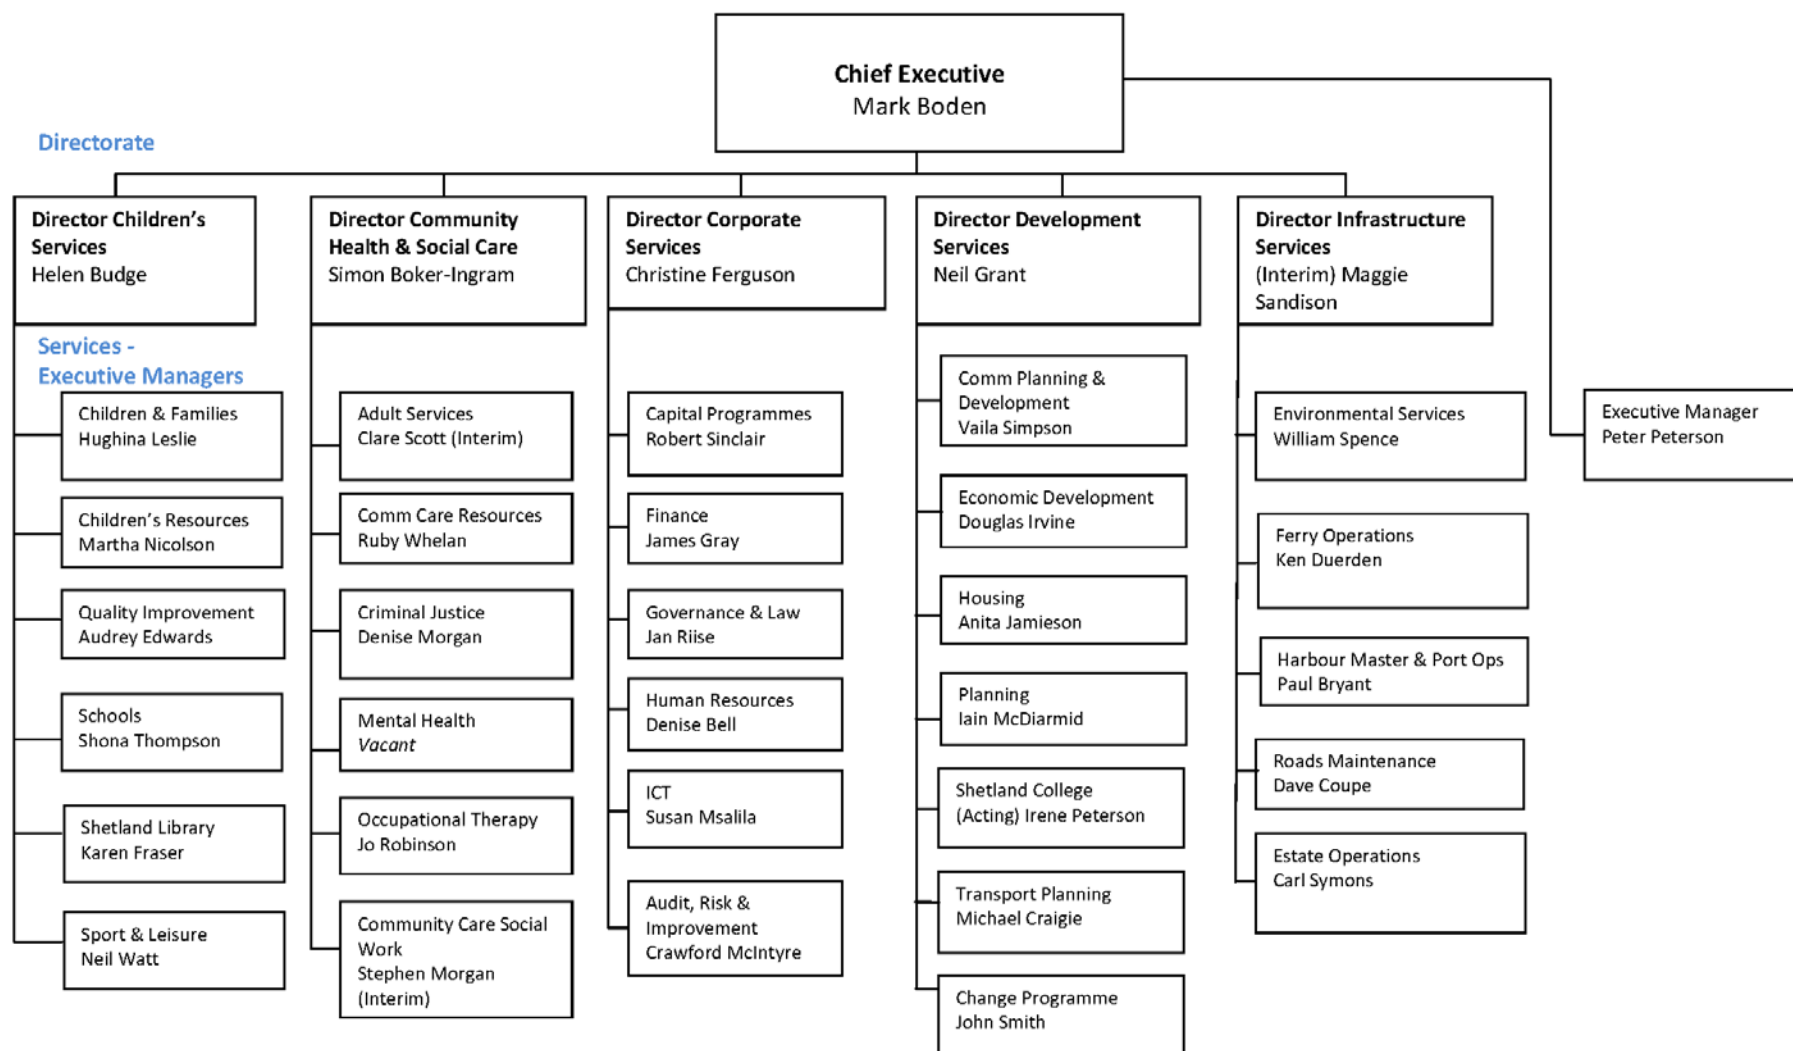 Chief Executive
Mark Boden
Directorate
Director Children's
Services
Helen Budge
Director Community
Health & Social Care
Simon Boker-Ingram
Director Corporate
Services
Christine Ferguson
Director Development
Services
Neil Grant
Director Infrastructure
Services
(Interim) Maggie
Sandison
Services -
Executive Managers
Children & Families
Hughina Leslie
Children's Resources
Martha Nicolson
Quality Improvement
Audrey Edwards
Schools
Shona Thompson
Shetland Library
Karen Fraser
Sport & Leisure
Neil Watt
Adult Services
Clare Scott (Interim)
Comm Care Resources
Ruby Whelan
Criminal Justice
Denise Morgan
Mental Health
Vacant
Occupational Therapy
Jo Robinson
Community Care Social
Work
Stephen Morgan
(Interim)
Capital Programmes
Robert Sinclair
Finance
James Gray
Governance & Law
Jan Riise
Human Resources
Denise Bell
ICT
Susan Msalila
Audit, Risk &
Improvement
Crawford McIntyre
Comm Planning &
Development
Vaila Simpson
Economic Development
Douglas Irvine
Housing
Anita Jamieson
Planning
Iain McDiarmid
Shetland College
(Acting) Irene Peterson
Transport Planning
Michael Craigie
Change Programme
John Smith
Environmental Services
William Spence
Ferry Operations
Ken Duerden
Harbour Master & Port Ops
Paul Bryant
Roads Maintenance
Dave Coupe
Estate Operations
Carl Symons
Executive Manager
Peter Peterson